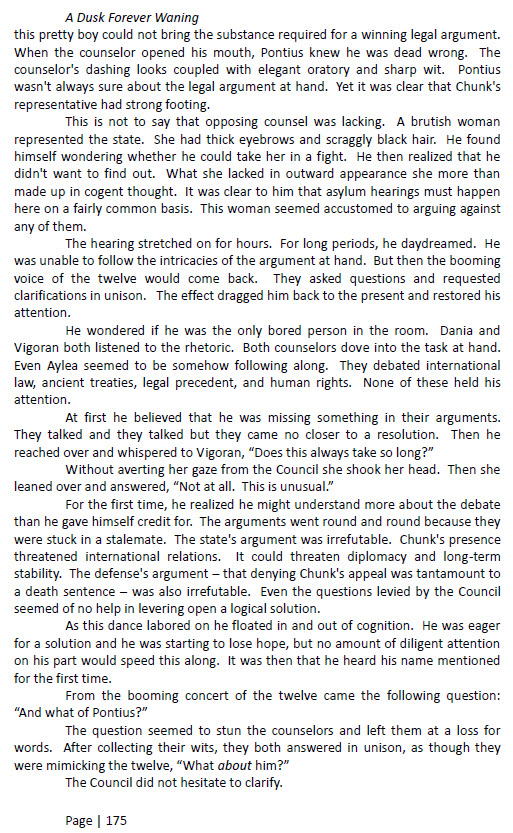 A Dusk Forever Waning
this pretty boy could not bring the substance required for a winning legal argument.
When the counselor opened his mouth, Pontius knew he was dead wrong. The
counselor's dashing looks coupled with elegant oratory and sharp wit. Pontius
wasn't always sure about the legal argument at hand. Yet it was clear that Chunk's
representative had strong footing.
This is not to say that opposing counsel was lacking. A brutish woman
represented the state. She had thick eyebrows and scraggly black hair. He found
himself wondering whether he could take her in a fight. He then realized that he
didn't want to find out. What she lacked in outward appearance she more than
made up in cogent thought. It was clear to him that asylum hearings must happen
here on a fairly common basis. This woman seemed accustomed to arguing against
any of them.
The hearing stretched on for hours. For long periods, he daydreamed. He
was unable to follow the intricacies of the argument at hand. But then the booming
voice of the twelve would come back. They asked questions and requested
clarifications in unison. The effect dragged him back to the present and restored his
attention.
He wondered if he was the only bored person in the room. Dania and
Vigoran both listened to the rhetoric. Both counselors dove into the task at hand.
Even Aylea seemed to be somehow following along. They debated international
law, ancient treaties, legal precedent, and human rights. None of these held his
attention.
At first he believed that he was missing something in their arguments.
They talked and they talked but they came no closer to a resolution. Then he
reached over and whispered to Vigoran, “Does this always take so long?”
Without averting her gaze from the Council she shook her head. Then she
leaned over and answered, “Not at all. This is unusual.”
For the first time, he realized he might understand more about the debate
than he gave himself credit for. The arguments went round and round because they
were stuck in a stalemate. The state's argument was irrefutable. Chunk's presence
threatened international relations. It could threaten diplomacy and long-term
stability. The defense's argument – that denying Chunk's appeal was tantamount to
a death sentence – was also irrefutable. Even the questions levied by the Council
seemed of no help in levering open a logical solution.
As this dance labored on he floated in and out of cognition. He was eager
for a solution and he was starting to lose hope, but no amount of diligent attention
on his part would speed this along. It was then that he heard his name mentioned
for the first time.
From the booming concert of the twelve came the following question:
“And what of Pontius?”
The question seemed to stun the counselors and left them at a loss for
words. After collecting their wits, they both answered in unison, as though they
were mimicking the twelve, “What about him?”
The Council did not hesitate to clarify.
Page | 175